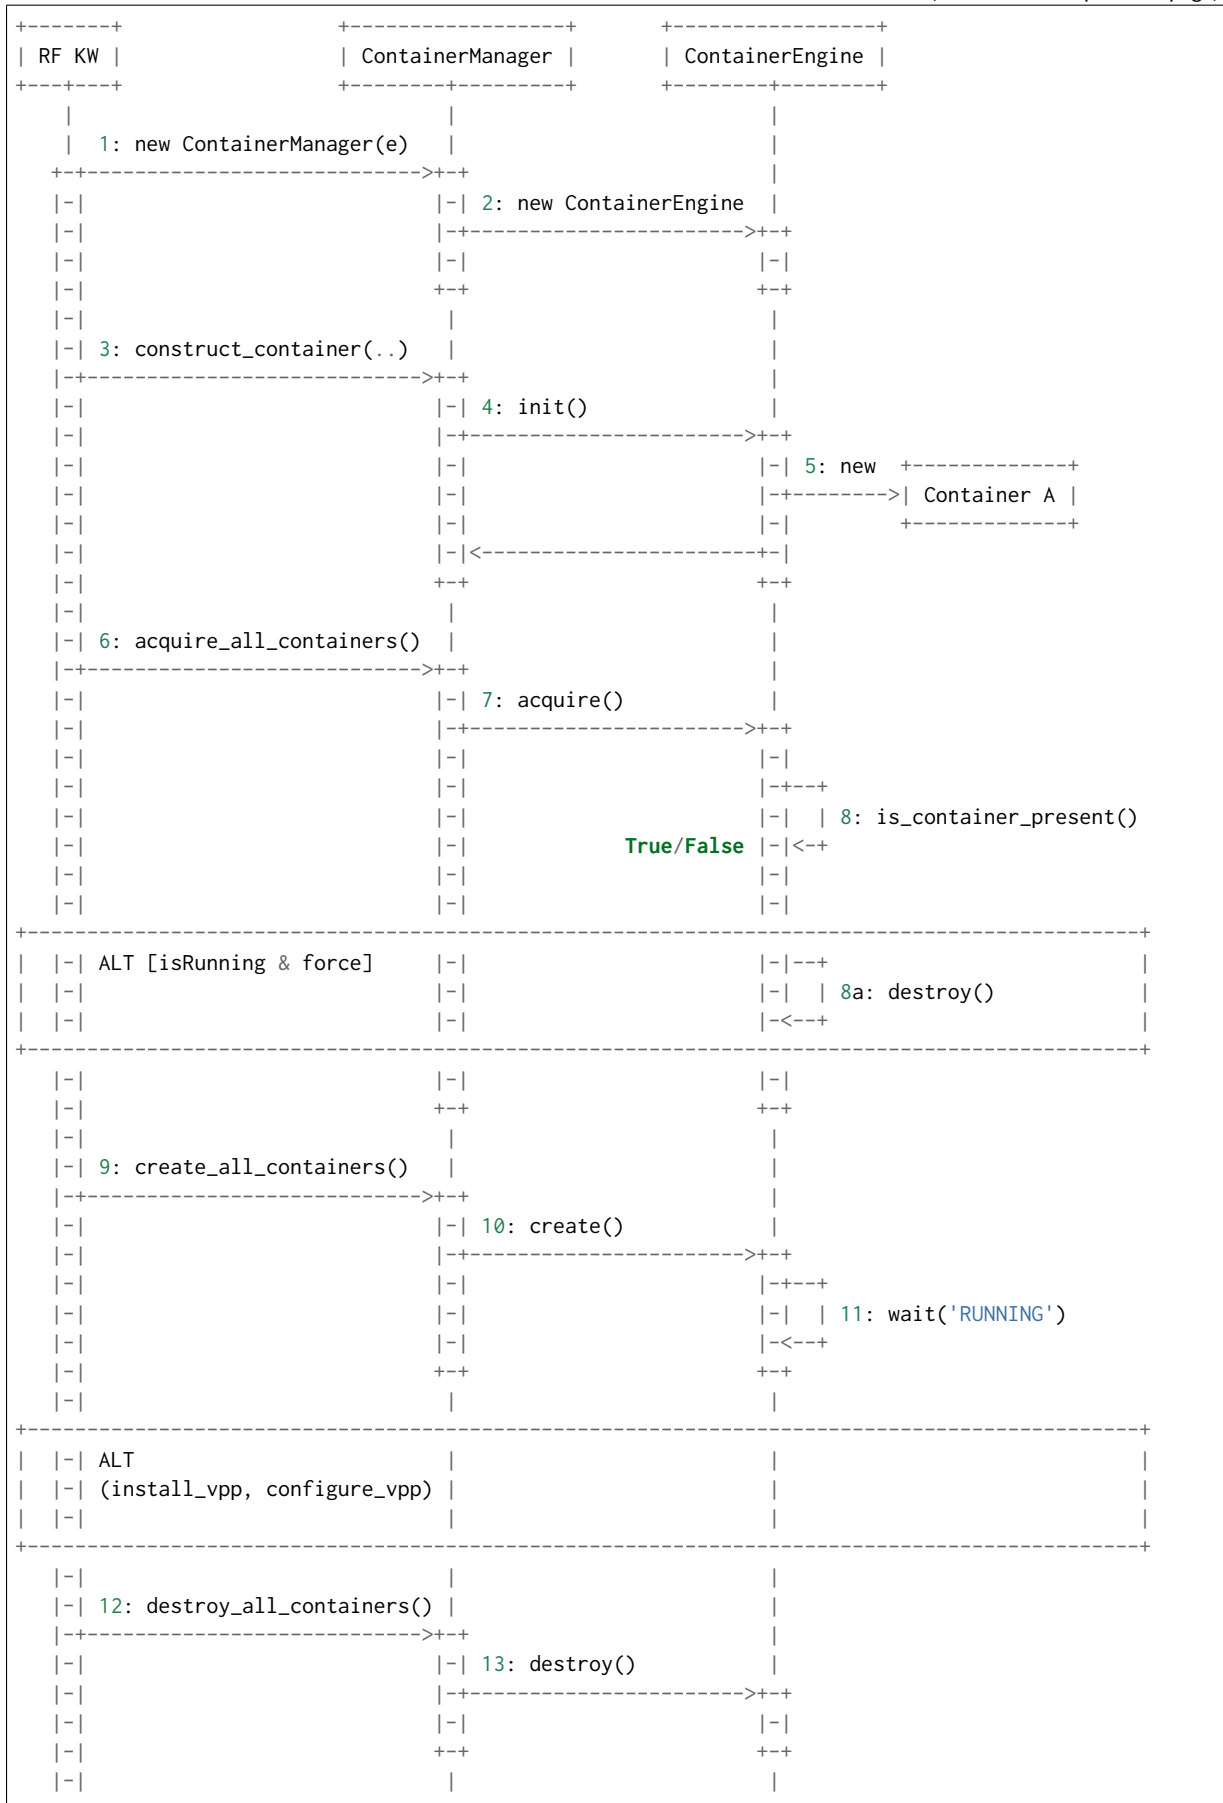 RF KW ContainerManager ContainerEngine
1: new ContainerManager(e)
2: new ContainerEngine
3: construct_container(..)
4: init()
5: new
Container A
6: acquire_all_containers()
7: acquire()
8: is_container_present()
True/False
ALT [isRunning & force]
8a: destroy()
9: create_all_containers()
10: create()
11: wait('RUNNING')
ALT
(install_vpp, configure_vpp)
12: destroy_all_containers()
13: destroy()